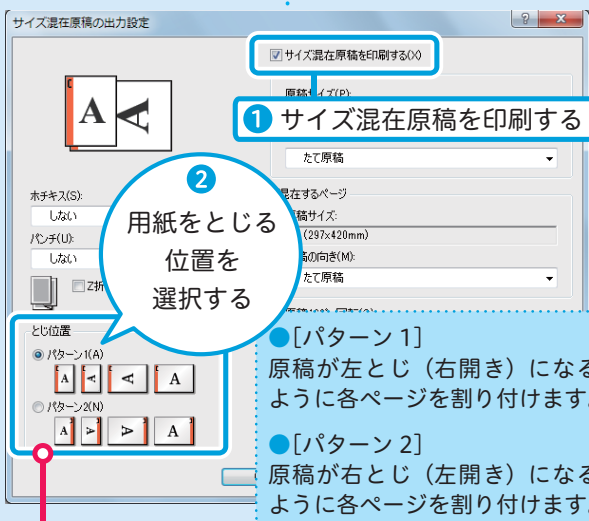 サイズ混在原稿の出力設定
サイズ混在原稿を印刷する(X)
原稿サイズ(P):
❶ サイズ混在原稿を印刷する
A A
たて原稿
❷
用紙をとじる
位置を
選択する
ホチキス(S):
しない
パンチ(U):
しない
混在するページ
稿サイズ:
(297×420mm)
の向き(M):
たて原稿
とじ位置
パターン1(A)
A A A A
パターン2(N)
A A A A
●[パターン 1]
原稿が左とじ（右開き）になる
ように各ページを割り付けます。
●[パターン 2]
原稿が右とじ（左開き）になる
ように各ページを割り付けます。